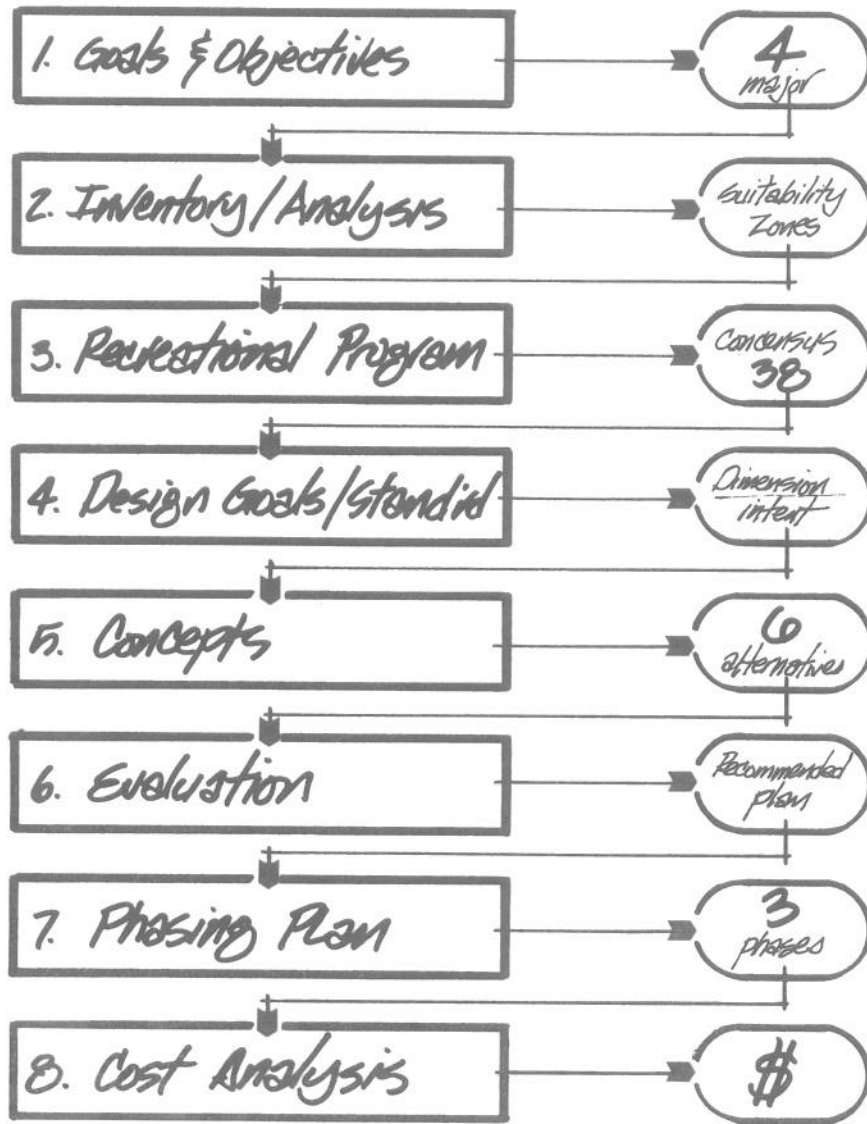 1. Goals & Objectives
4
major
2. Inventory/Analysis
Suitability
Zones
3. Recreational Program
Concensus
38
4. Design Goals/Standrd
Dimension
intent
5. Concepts
6
alternatives
6. Evaluation
Recommended
plan
7. Phasing Plan
3
phases
8. Cost Analysis
$